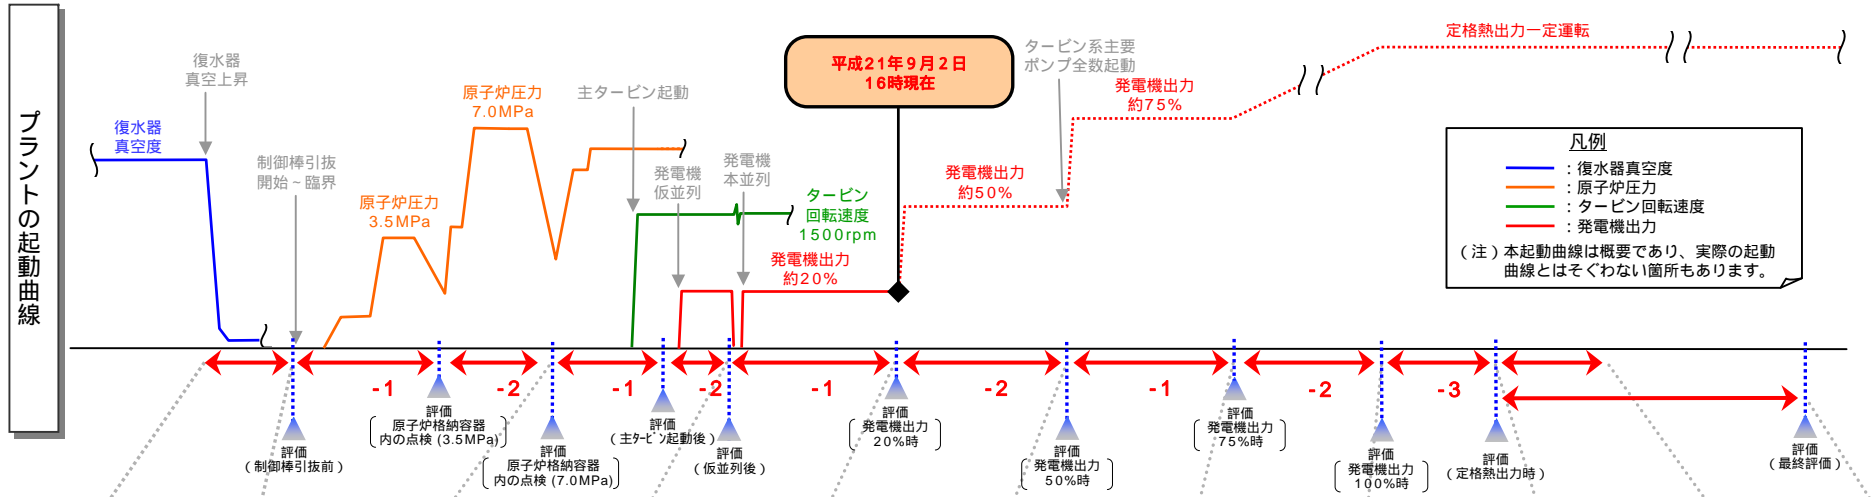 プラントの起動曲線
復水器
真空上昇
復水器
真空度
制御棒引抜
開始～臨界
原子炉圧力
3.5MPa
原子炉圧力
7.0MPa
主タービン起動
発電機
仮並列
発電機
本並列
タービン
回転速度
1500rpm
発電機出力
約20%
平成21年9月2日
16時現在
発電機出力
約50%
タービン系主要
ポンプ全数起動
発電機出力
約75%
定格熱出力一定運転
凡例
：復水器真空度
：原子炉圧力
：タービン回転速度
：発電機出力
（注）本起動曲線は概要であり、実際の起動
曲線とはそぐわない箇所もあります。
-1
-2
-1
-2
-1
-2
-1
-2
-3
評価
（制御棒引抜前）
評価
原子炉格納容器
内の点検 (3.5MPa)
評価
原子炉格納容器
内の点検 (7.0MPa)
評価
（主ﾀｰﾋﾞﾝ起動後）
評価
（仮並列後）
評価
発電機出力
20%時
評価
発電機出力
50%時
評価
発電機出力
75%時
評価
発電機出力
100%時
評価
（定格熱出力時）
評価
（最終評価）